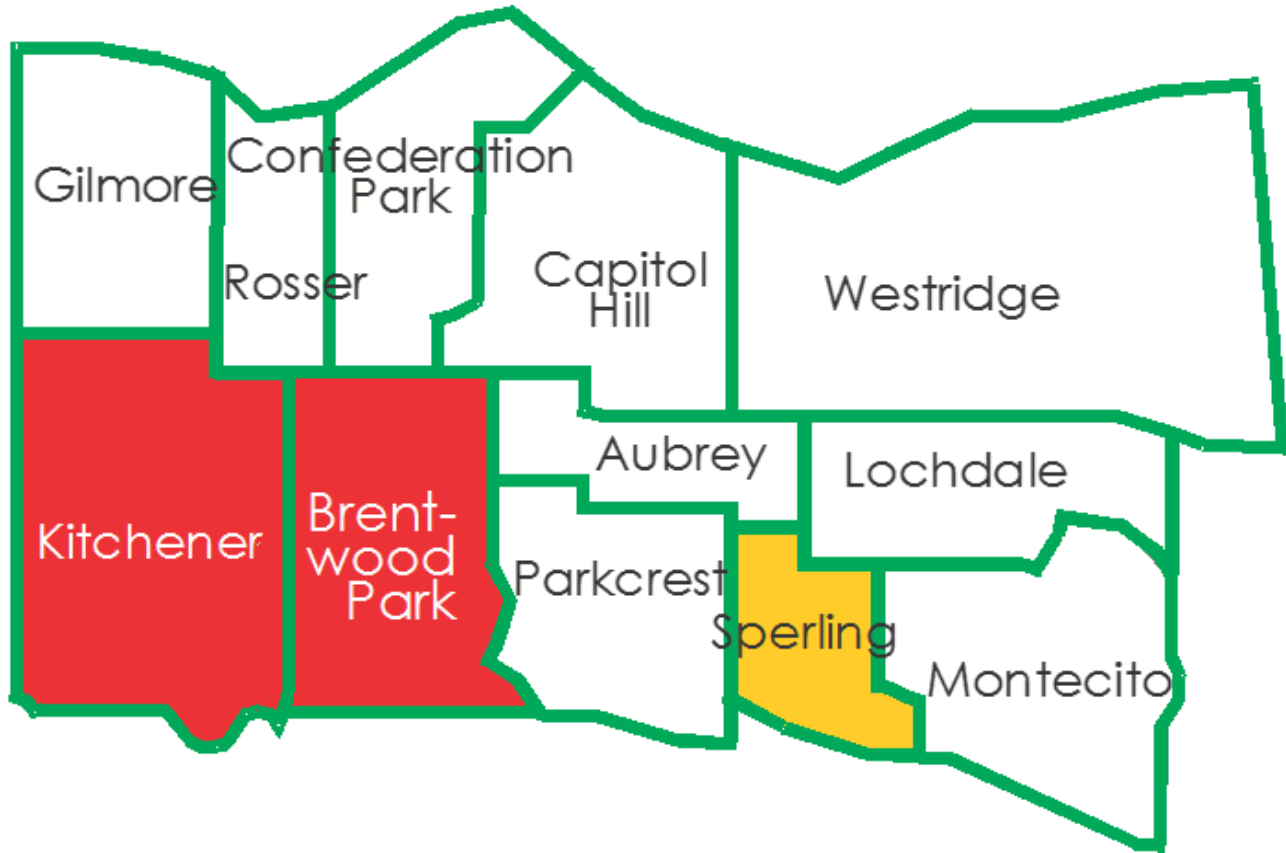 Confederation
Park
Gilmore
Rosser
Capitol
Hill
Westridge
Aubrey
Lochdale
Kitchener
Brent-
wood
Park
Parkcrest
Sperling
Montecito